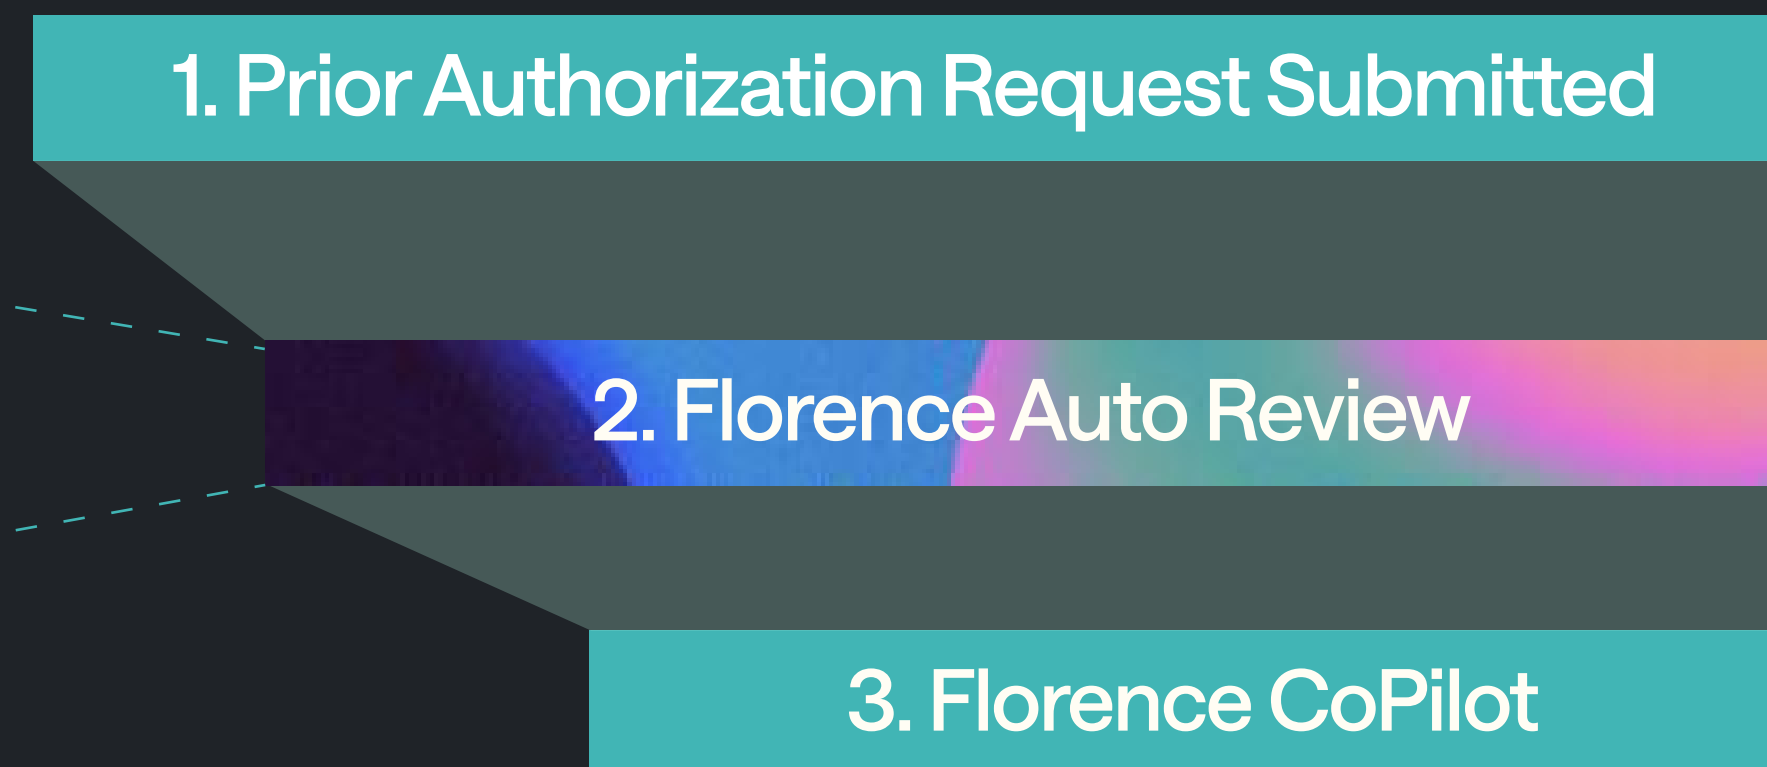 1. Prior Authorization Request Submitted
2. Florence Auto Review
3. Florence CoPilot